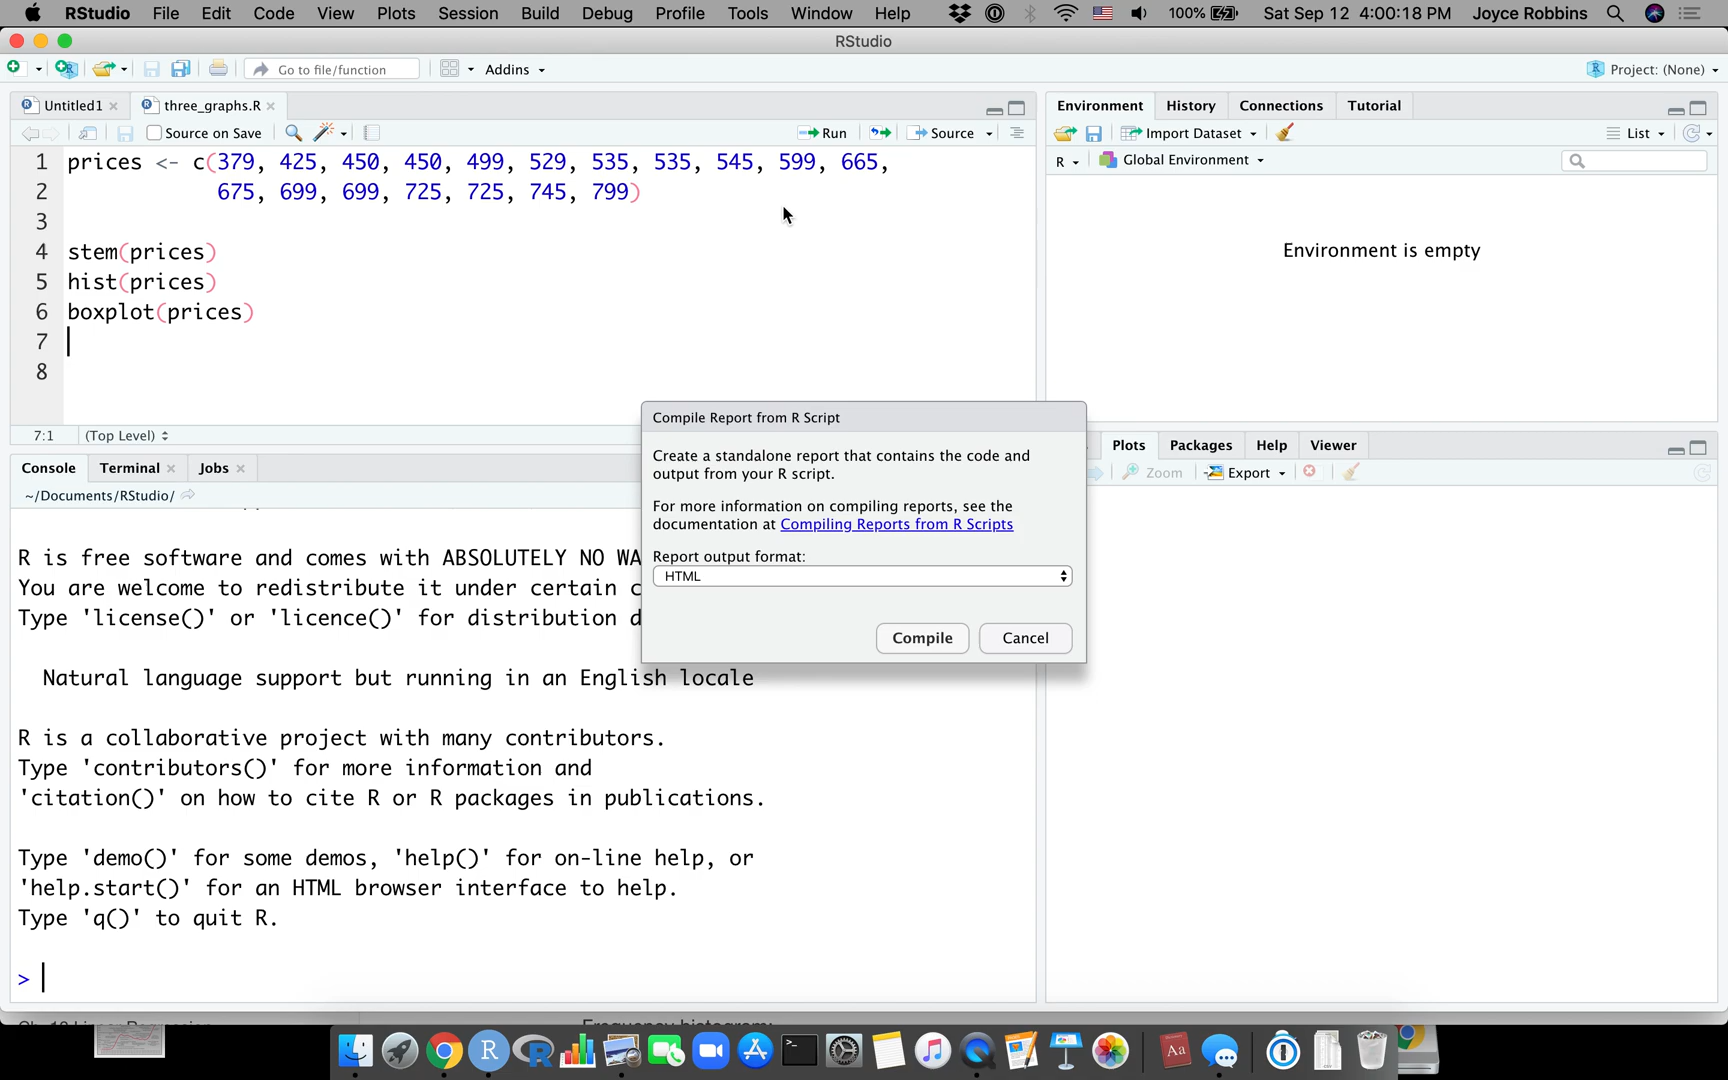 RStudio File Edit Code View Plots Session Build Debug Profile Tools Window Help 100% Sat Sep 12 4:00:18 PM Joyce Robbins
RStudio
Go to file/function Addins Project: (None)
Untitled1 three_graphs.R
Source on Save Run Source
1 prices <- c(379, 425, 450, 450, 499, 529, 535, 535, 545, 599, 665,
2 675, 699, 699, 725, 725, 745, 799)
3
4 stem(prices)
5 hist(prices)
6 boxplot(prices)
7
8
7:1 (Top Level)
Environment History Connections Tutorial
Import Dataset List
R Global Environment
Environment is empty
Compile Report from R Script
Create a standalone report that contains the code and
output from your R script.
For more information on compiling reports, see the
documentation at Compiling Reports from R Scripts
Report output format:
HTML
Compile Cancel
Plots Packages Help Viewer
Zoom Export
Console Terminal Jobs
~/Documents/RStudio/
R is free software and comes with ABSOLUTELY NO WA
You are welcome to redistribute it under certain c
Type 'license()' or 'licence()' for distribution d
Natural language support but running in an English locale
R is a collaborative project with many contributors.
Type 'contributors()' for more information and
'citation()' on how to cite R or R packages in publications.
Type 'demo()' for some demos, 'help()' for on-line help, or
'help.start()' for an HTML browser interface to help.
Type 'q()' to quit R.
>